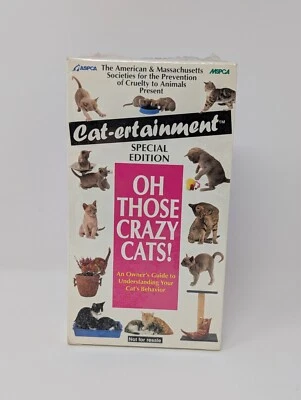 ASPCA The American & Massachusetts MSPCA
Societies for the Prevention
of Cruelty to Animals
Present
Cat-ertainment™
SPECIAL
EDITION
OH
THOSE
CRAZY
CATS!
An Owner's Guide to
Understanding Your
Cat's Behavior
Not for resale